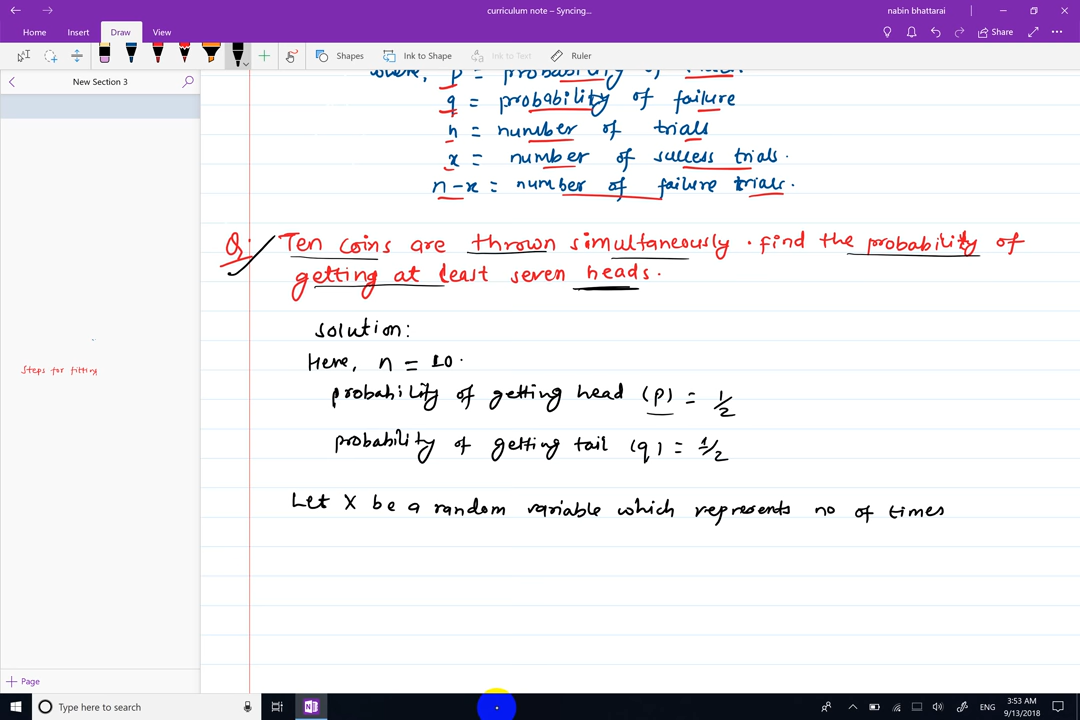 curriculum note - Syncing...
nabin bhattarai
Home Insert Draw View
Share
Shapes
Ink to Shape
Ink to Text
Ruler
New Section 3
Steps for fitting
where, p = probability of
q = probability of failure
n = number of trials
x = number of success trials.
n-x = number of failure trials.
Q. Ten coins are thrown simultaneously. find the probability of
getting at least seven heads.
solution:
Here, n = 10.
probability of getting head (p) = 1/2
probability of getting tail (q) = 1/2
Let X be a random variable which represents no of times
+ Page
Type here to search
ENG
3:53 AM
9/13/2018